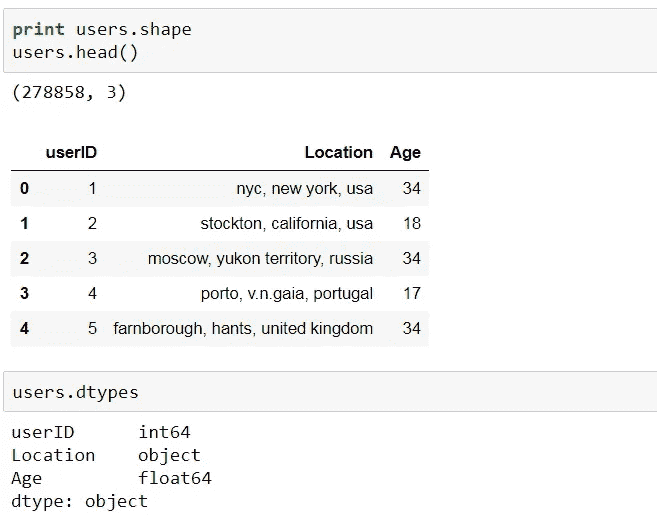 print users.shape
users.head()
(278858, 3)
userID Location Age
0 1 nyc, new york, usa 34
1 2 stockton, california, usa 18
2 3 moscow, yukon territory, russia 34
3 4 porto, v.n.gaia, portugal 17
4 5 farnborough, hants, united kingdom 34
users.dtypes
userID int64
Location object
Age float64
dtype: object